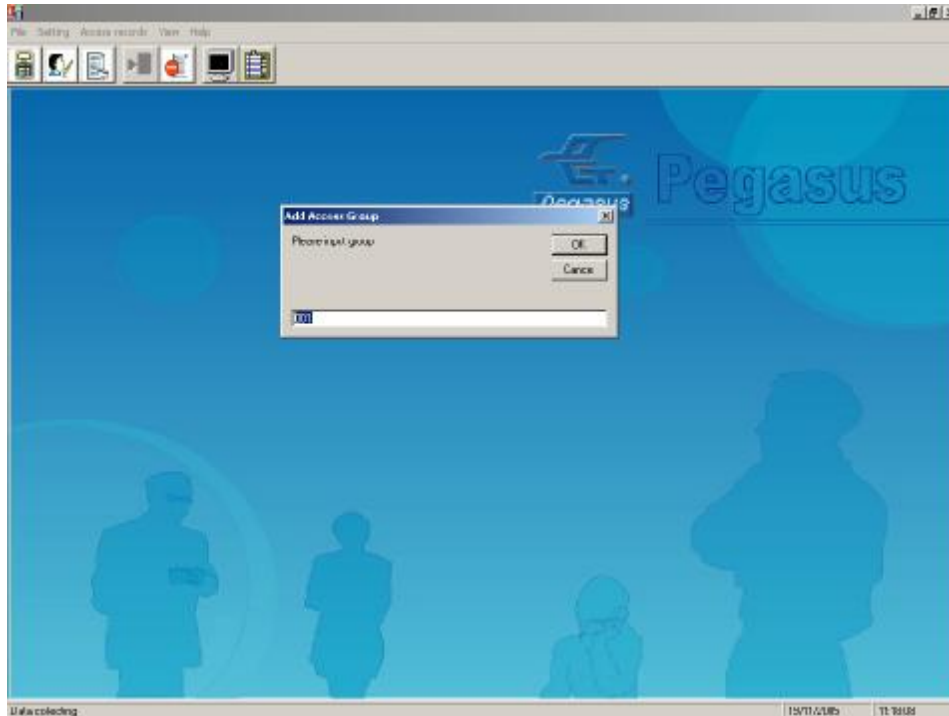 File Setting Access records View Help
Pegasus
Pegasus
Add Access Group
Please input group
OK
Cancel
001
Data collecting